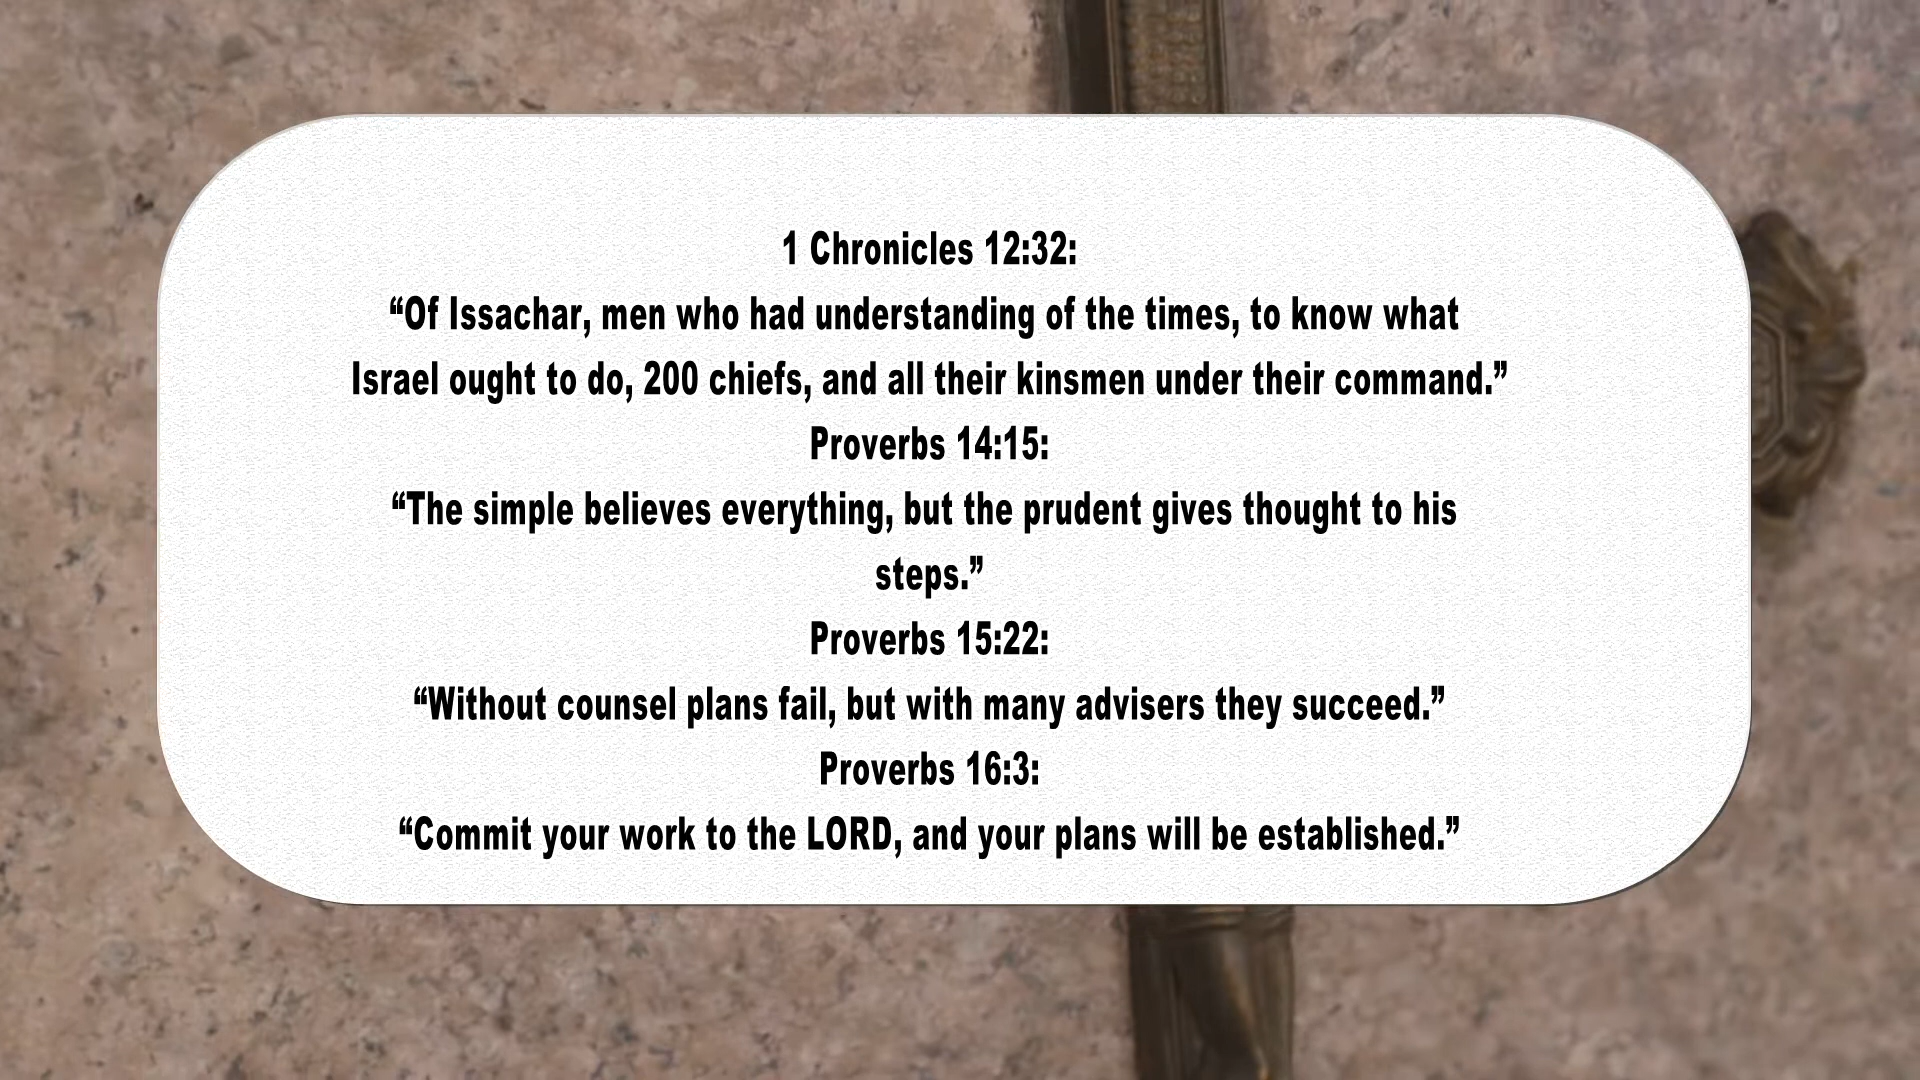 1 Chronicles 12:32:
“Of Issachar, men who had understanding of the times, to know what
Israel ought to do, 200 chiefs, and all their kinsmen under their command.”
Proverbs 14:15:
“The simple believes everything, but the prudent gives thought to his
steps.”
Proverbs 15:22:
“Without counsel plans fail, but with many advisers they succeed.”
Proverbs 16:3:
“Commit your work to the LORD, and your plans will be established.”